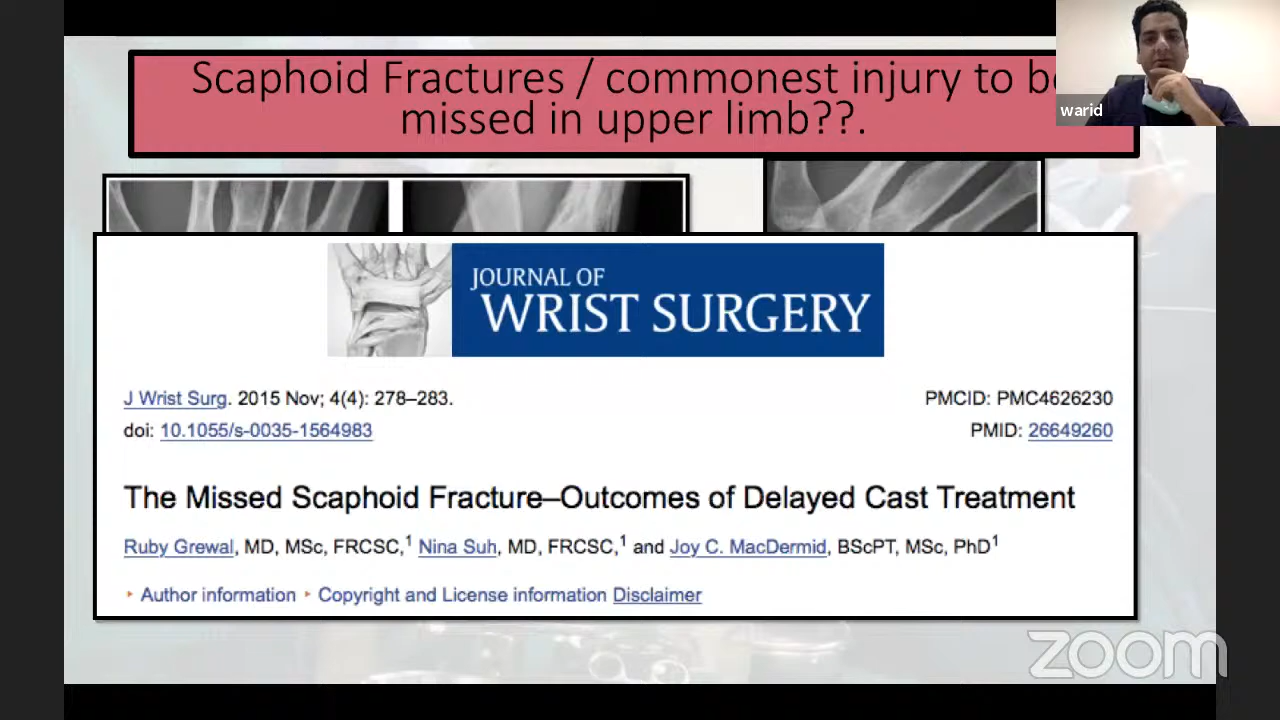 Scaphoid Fractures / commonest injury to
missed in upper limb??.
warid
JOURNAL OF
WRIST SURGERY
J Wrist Surg. 2015 Nov; 4(4): 278–283.
PMCID: PMC4626230
doi: 10.1055/s-0035-1564983
PMID: 26649260
The Missed Scaphoid Fracture–Outcomes of Delayed Cast Treatment
Ruby Grewal, MD, MSc, FRCSC,1 Nina Suh, MD, FRCSC,1 and Joy C. MacDermid, BScPT, MSc, PhD1
‣ Author information ‣ Copyright and License information Disclaimer
zoom